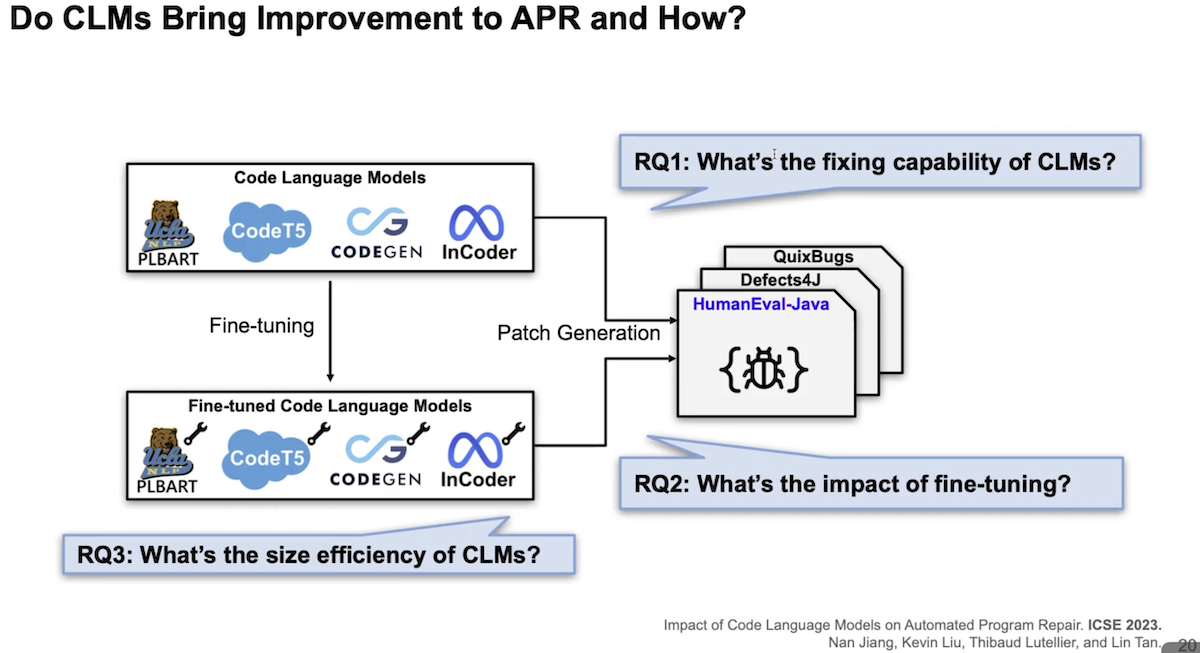 Do CLMs Bring Improvement to APR and How?
RQ1: What's the fixing capability of CLMs?
Code Language Models
Ucla
NLP
PLBART
CodeT5
CODEGEN
InCoder
QuixBugs
Defects4J
HumanEval-Java
Fine-tuning
Patch Generation
Fine-tuned Code Language Models
Ucla
NLP
PLBART
CodeT5
CODEGEN
InCoder
RQ2: What's the impact of fine-tuning?
RQ3: What's the size efficiency of CLMs?
Impact of Code Language Models on Automated Program Repair. ICSE 2023.
Nan Jiang, Kevin Liu, Thibaud Lutellier, and Lin Tan.
20